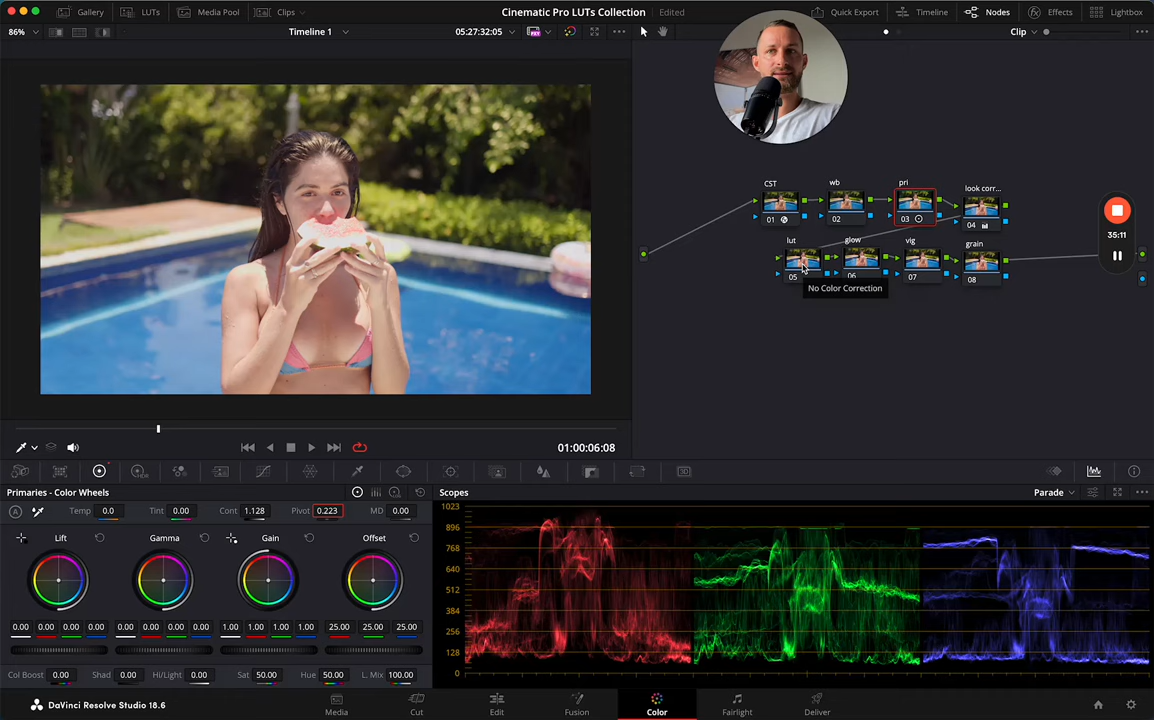 Gallery LUTs Media Pool Clips Cinematic Pro LUTs Collection Edited Quick Export Timeline Nodes Effects Lightbox
86% Timeline 1 05:27:32:05 Clip
CST wb pri look corr...
01 02 03 04
35:11
lut glow vig grain
05 06 07 08
No Color Correction
01:00:06:08
Primaries - Color Wheels Scopes Parade
A Temp 0.0 Tint 0.00 Cont 1.128 Pivot 0.223 MD 0.00
Lift Gamma Gain Offset
0.00 0.00 0.00 0.00 0.00 0.00 0.00 0.00 1.00 1.00 1.00 1.00 25.00 25.00 25.00
Col Boost 0.00 Shad 0.00 Hi/Light 0.00 Sat 50.00 Hue 50.00 L. Mix 100.00
1023
896
768
640
512
384
256
128
0
DaVinci Resolve Studio 18.6 Media Cut Edit Fusion Color Fairlight Deliver